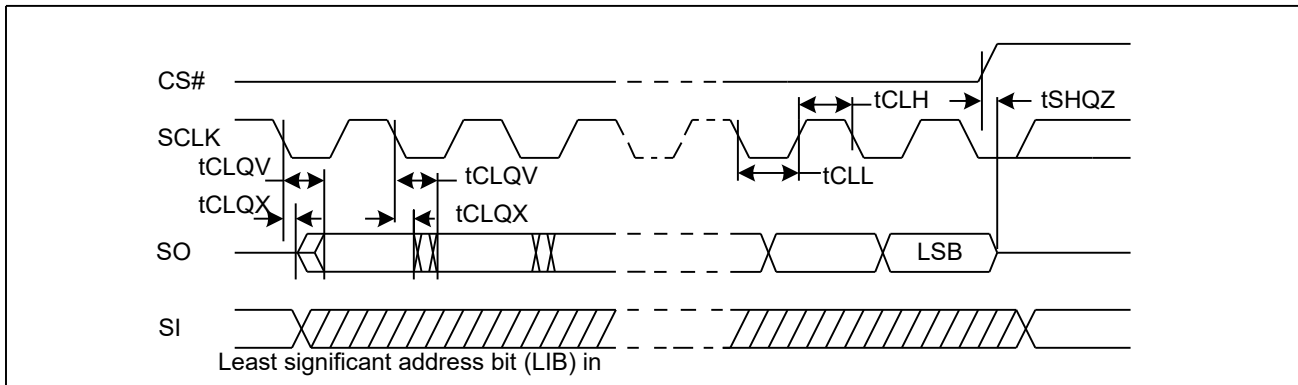 CS#
tCLH
tSHQZ
SCLK
tCLQV
tCLQV
tCLL
tCLQX
tCLQX
SO
LSB
SI
Least significant address bit (LIB) in